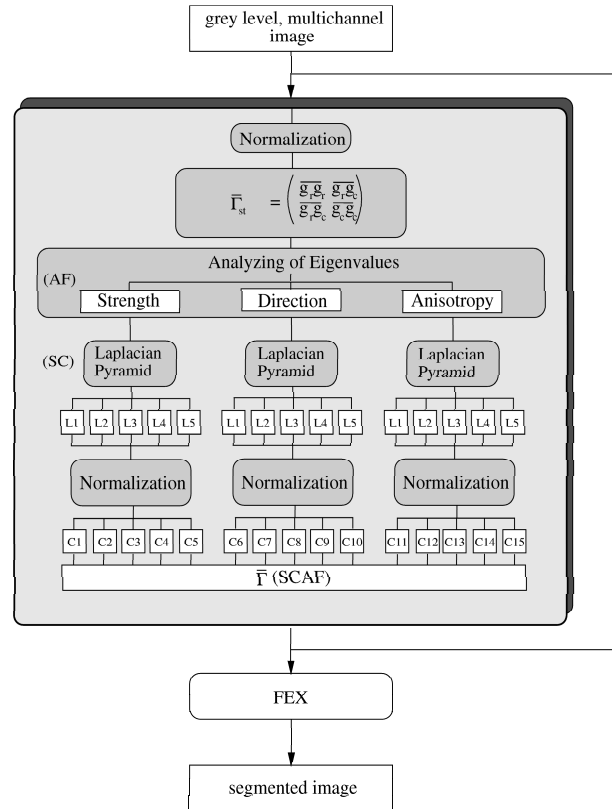 grey level, multichannel
image
Normalization
Γ̄st = ( g̅r̅g̅r̅ g̅r̅g̅c̅
g̅r̅g̅c̅ g̅c̅g̅c̅ )
Analyzing of Eigenvalues
(AF)
Strength Direction Anisotropy
(SC)
Laplacian Pyramid Laplacian Pyramid Laplacian Pyramid
L1 L2 L3 L4 L5 L1 L2 L3 L4 L5 L1 L2 L3 L4 L5
Normalization Normalization Normalization
C1 C2 C3 C4 C5 C6 C7 C8 C9 C10 C11 C12 C13 C14 C15
Γ̿ (SCAF)
FEX
segmented image